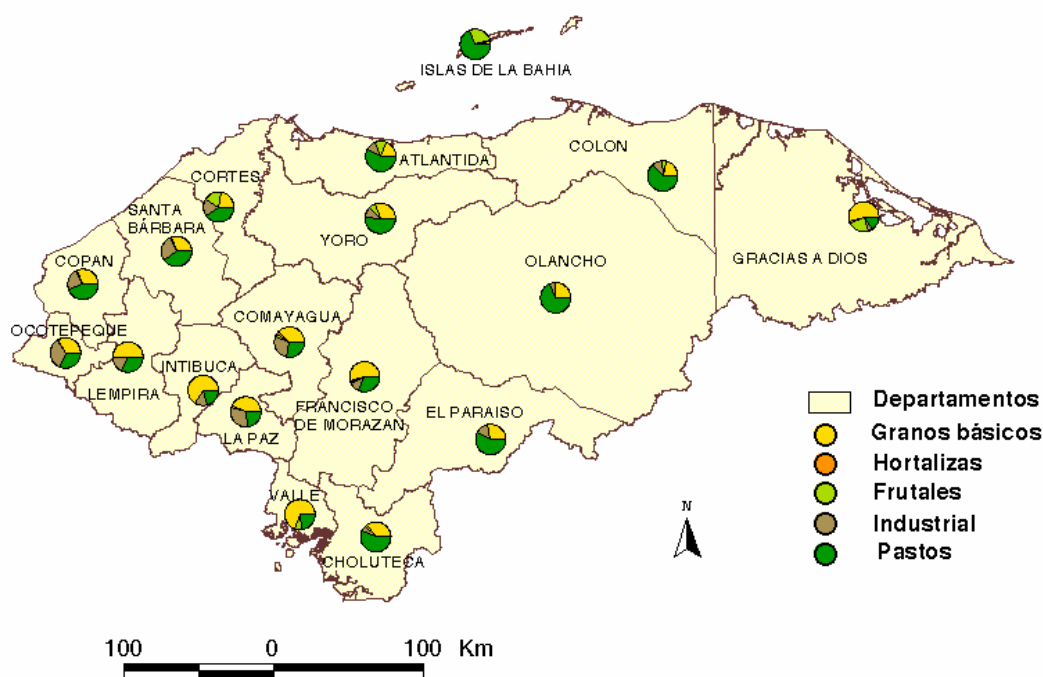 ISLAS DE LA BAHIA
ATLANTIDA
COLON
CORTES
SANTA
BÁRBARA
YORO
GRACIAS A DIOS
COPAN
OLANCHO
COMAYAGUA
OCOTEPEQUE
INTIBUCA
LEMPIRA
FRANCISCO
DE MORAZAN
EL PARAISO
LA PAZ
VALLE
CHOLUTECA
Departamentos
Granos básicos
Hortalizas
Frutales
Industrial
Pastos
N
100 0 100 Km